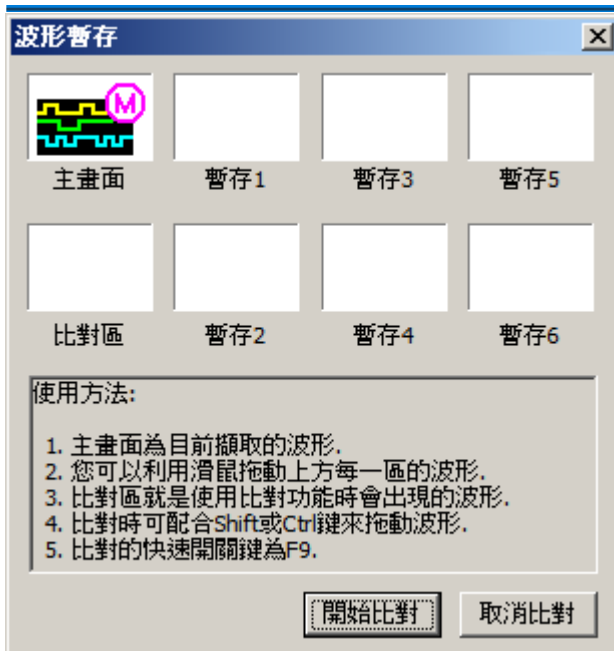 波形暫存
M
主畫面 暫存1 暫存3 暫存5
比對區 暫存2 暫存4 暫存6
使用方法:
1. 主畫面為目前擷取的波形.
2. 您可以利用滑鼠拖動上方每一區的波形.
3. 比對區就是使用比對功能時會出現的波形.
4. 比對時可配合Shift或Ctrl鍵來拖動波形.
5. 比對的快速開關鍵為F9.
開始比對 取消比對